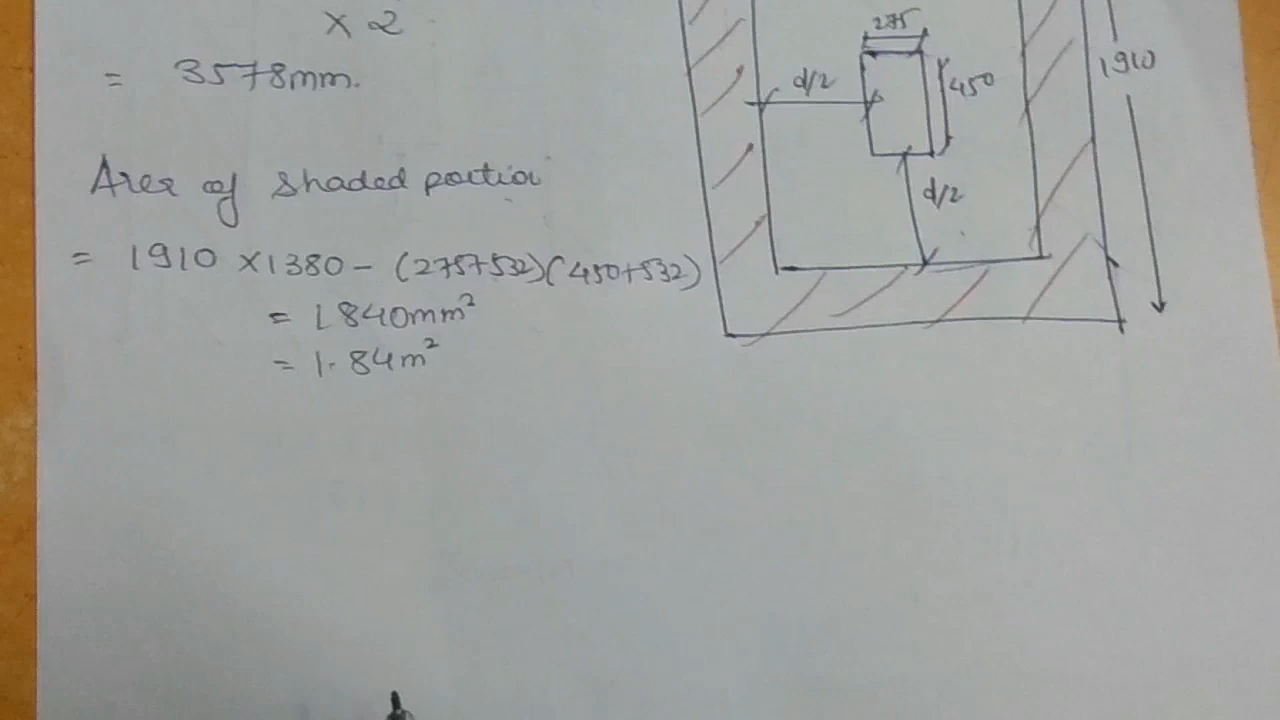 × 2
= 3578mm.
Area of shaded portion
= 1910 × 1380 - (275+532)(450+532)
= 1840mm²
= 1.84m²
275
d/2
450
1910
d/2